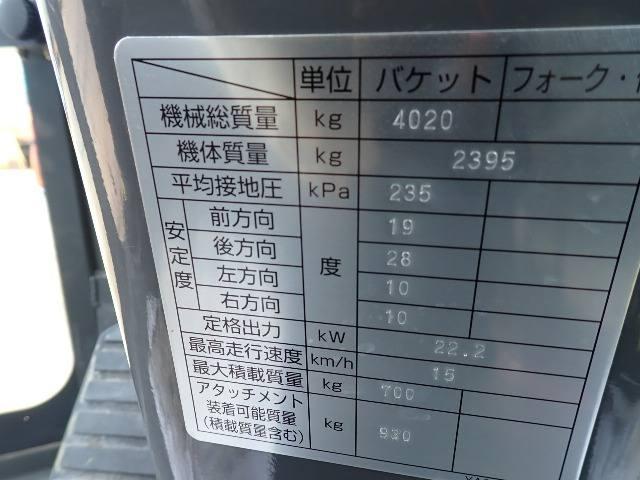 単位 バケット フォーク・
機械総質量 kg 4020
機体質量 kg 2395
平均接地圧 kPa 235
安定度 前方向 度 19
後方向 28
左方向 10
右方向 10
定格出力 kW 22.2
最高走行速度 km/h 15
最大積載質量 kg 700
アタッチメント
装着可能質量 kg 930
(積載質量含む)